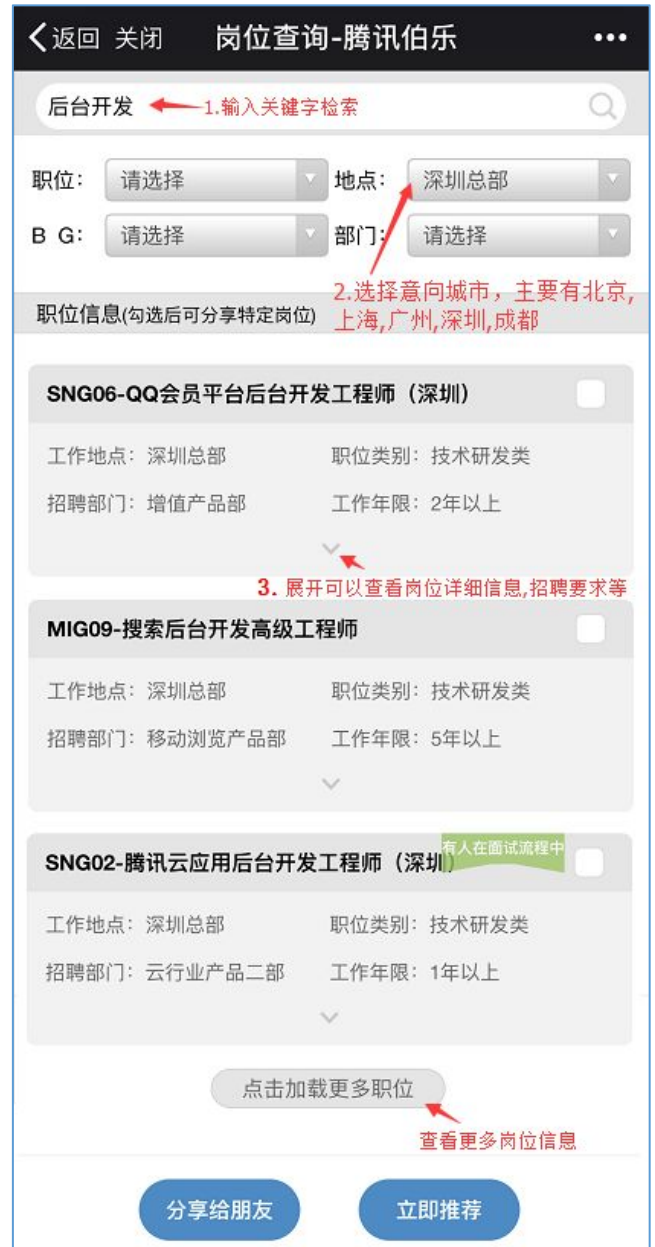 返回 关闭 岗位查询-腾讯伯乐
后台开发 1.输入关键字检索
职位: 请选择 地点: 深圳总部
B G: 请选择 部门: 请选择
2.选择意向城市，主要有北京,
上海,广州,深圳,成都
职位信息(勾选后可分享特定岗位)
SNG06-QQ会员平台后台开发工程师（深圳）
工作地点: 深圳总部 职位类别: 技术研发类
招聘部门: 增值产品部 工作年限: 2年以上
3. 展开可以查看岗位详细信息,招聘要求等
MIG09-搜索后台开发高级工程师
工作地点: 深圳总部 职位类别: 技术研发类
招聘部门: 移动浏览产品部 工作年限: 5年以上
有人在面试流程中
SNG02-腾讯云应用后台开发工程师（深圳）
工作地点: 深圳总部 职位类别: 技术研发类
招聘部门: 云行业产品二部 工作年限: 1年以上
点击加载更多职位
查看更多岗位信息
分享给朋友 立即推荐